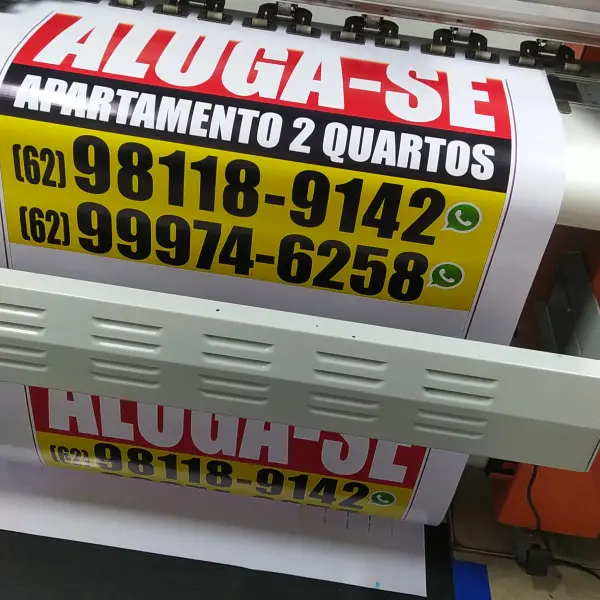 ALUGA-SE
APARTAMENTO 2 QUARTOS
(62) 98118-9142
(62) 99974-6258
ALUGA-SE
(62) 98118-9142